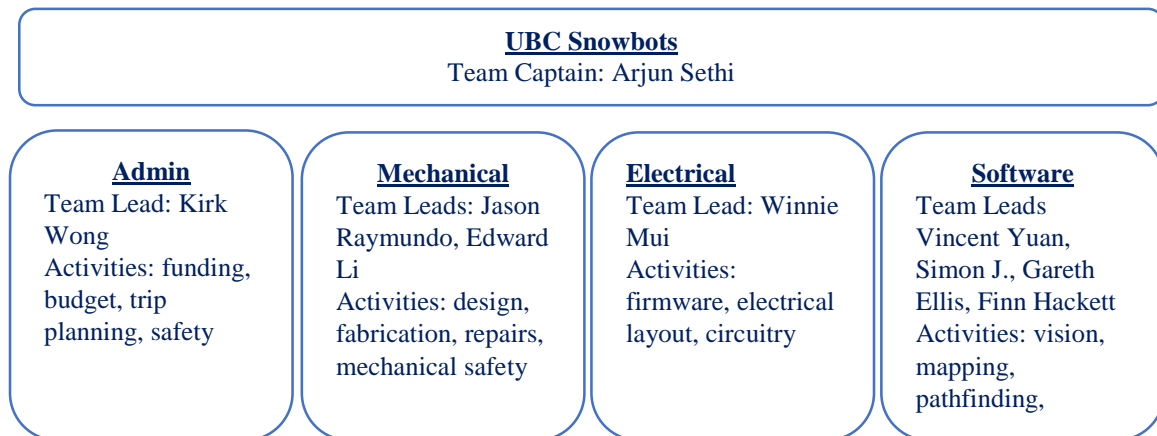 UBC Snowbots
Team Captain: Arjun Sethi
Admin
Team Lead: Kirk
Wong
Activities: funding,
budget, trip
planning, safety
Mechanical
Team Leads: Jason
Raymundo, Edward
Li
Activities: design,
fabrication, repairs,
mechanical safety
Electrical
Team Lead: Winnie
Mui
Activities:
firmware, electrical
layout, circuitry
Software
Team Leads
Vincent Yuan,
Simon J., Gareth
Ellis, Finn Hackett
Activities: vision,
mapping,
pathfinding,